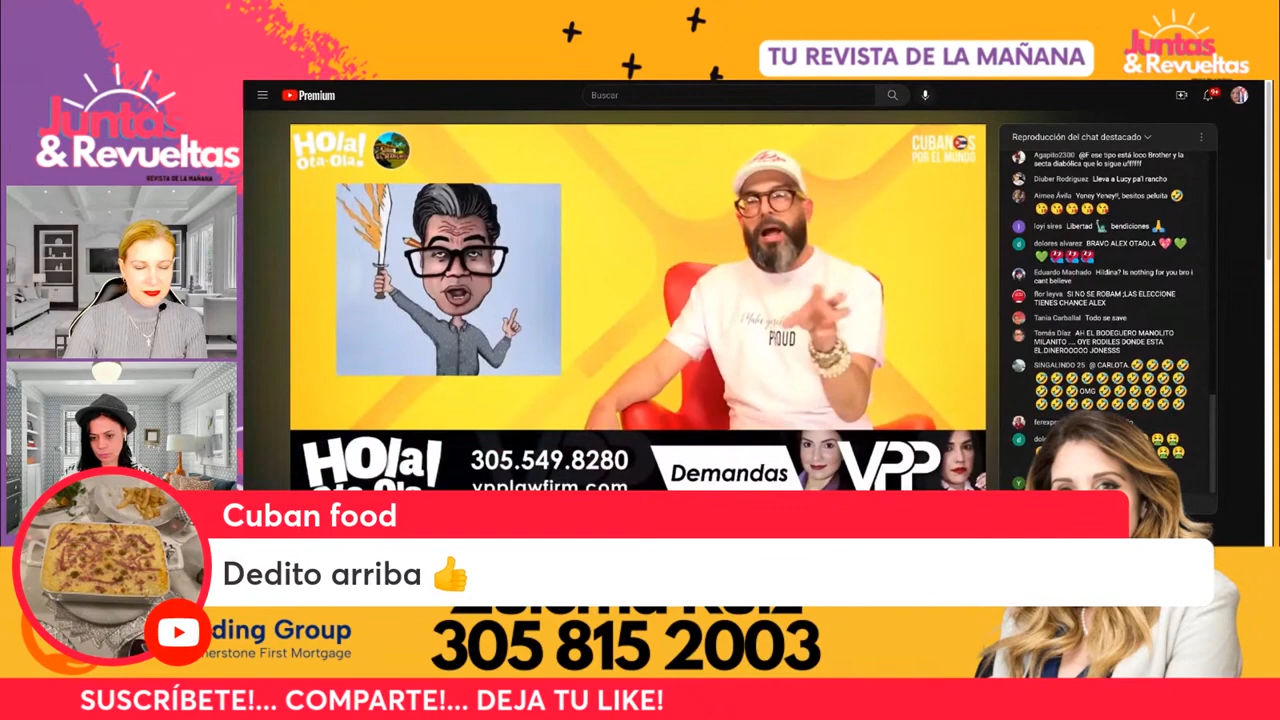 TU REVISTA DE LA MAÑANA
Juntas
& Revueltas
Juntas
& Revueltas
REVISTA DE LA MAÑANA
Premium
Buscar
9+
HOla!
Ota-Ola!
CUBANOS
POR EL MUNDO
PROUD
Reproducción del chat destacado
Agapito2300 @F ese tipo está loco Brother y la
secta diabólica que lo sigue uffffff
Diuber Rodriguez Lleva a Lucy pa'l rancho
Aimee Ávila Yeney Yeney!!, besitos peluita 🤣
😘😘😘😘😘
loyi sires Libertad 🗽 bendiciones 🙏
dolores alvarez BRAVO ALEX OTAOLA 💖💚
Eduardo Machado Hildina? Is nothing for you bro i
cant believe
flor leyva SI NO SE ROBAM ;LAS ELECCIONE
TIENES CHANCE ALEX
Tania Carballal Todo se save
Tomás Díaz AH EL BODEGUERO MANOLITO
MILANITO .... OYE RODILES DONDE ESTA
EL.DINEROOOOO JONESSS
SINGALINDO 25 @ CARLOTA. 🤣🤣🤣🤣
🤣🤣🤣🤣🤣🤣🤣🤣🤣🤣
🤣🤣🤣OMG🤣🤣🤣🤣🤣🤣
🤣🤣🤣🤣🤣🤣🤣🤣🤣🤣
HOla!
Ota-Ola
305.549.8280
vpplawfirm.com
Demandas
VPP
Cuban food
Dedito arriba 👍
ding Group
nerstone First Mortgage
305 815 2003
SUSCRÍBETE!... COMPARTE!... DEJA TU LIKE!